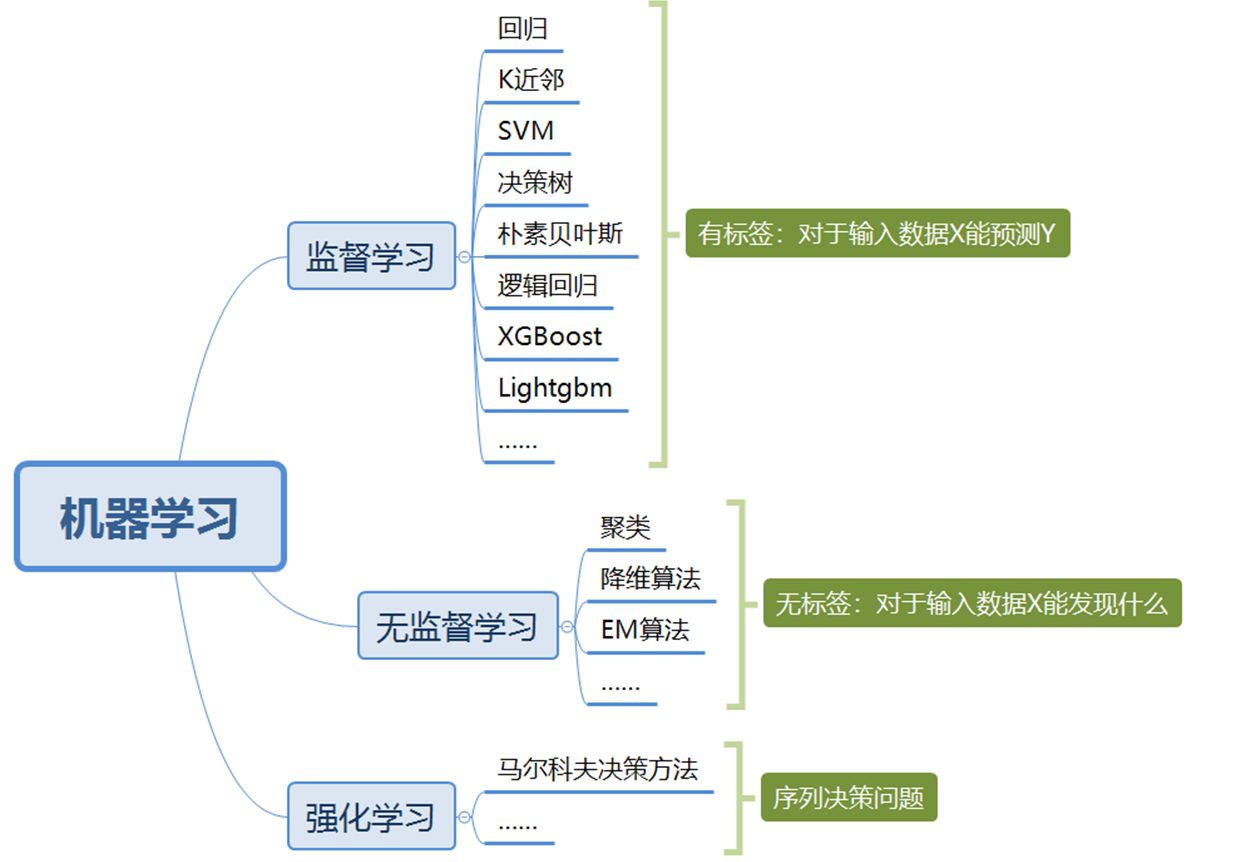 机器学习
监督学习
回归
K近邻
SVM
决策树
朴素贝叶斯
逻辑回归
XGBoost
Lightgbm
......
有标签：对于输入数据X能预测Y
无监督学习
聚类
降维算法
EM算法
......
无标签：对于输入数据X能发现什么
强化学习
马尔科夫决策方法
......
序列决策问题